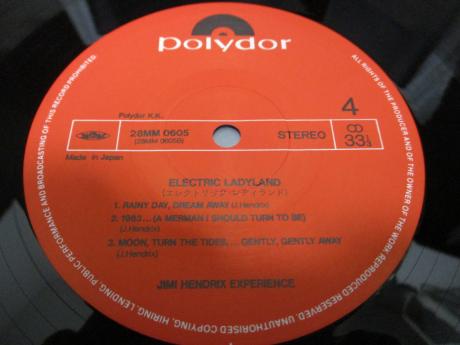 polydor
ALL RIGHTS OF THE PRODUCER AND OF THE OWNER OF THE WORK REPRODUCED RESERVED. UNAUTHORISED COPYING, HIRING, LENDING, PUBLIC PERFORMANCE AND BROADCASTING OF THIS RECORD PROHIBITED.
Polydor K.K.
4
28MM 0605
(28MM 0605B)
STEREO
33⅓
Made in Japan
ELECTRIC LADYLAND
(エレクトリック・レディランド)
1. RAINY DAY, DREAM AWAY (J.Hendrix)
2. 1983... (A MERMAN I SHOULD TURN TO BE)
(J.Hendrix)
3. MOON, TURN THE TIDES... GENTLY, GENTLY AWAY
(J.Hendrix)
JIMI HENDRIX EXPERIENCE